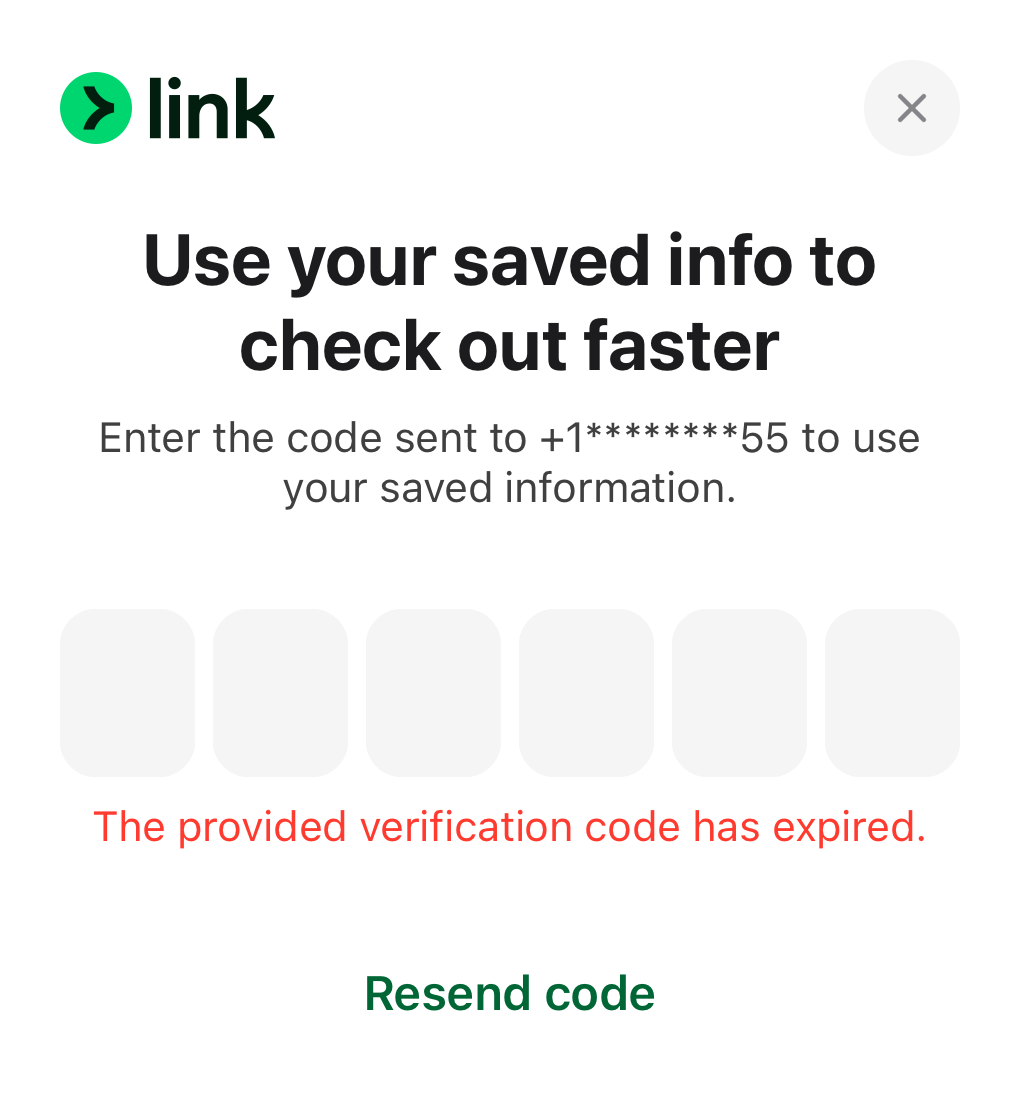 link
Use your saved info to
check out faster
Enter the code sent to +1********55 to use
your saved information.
The provided verification code has expired.
Resend code